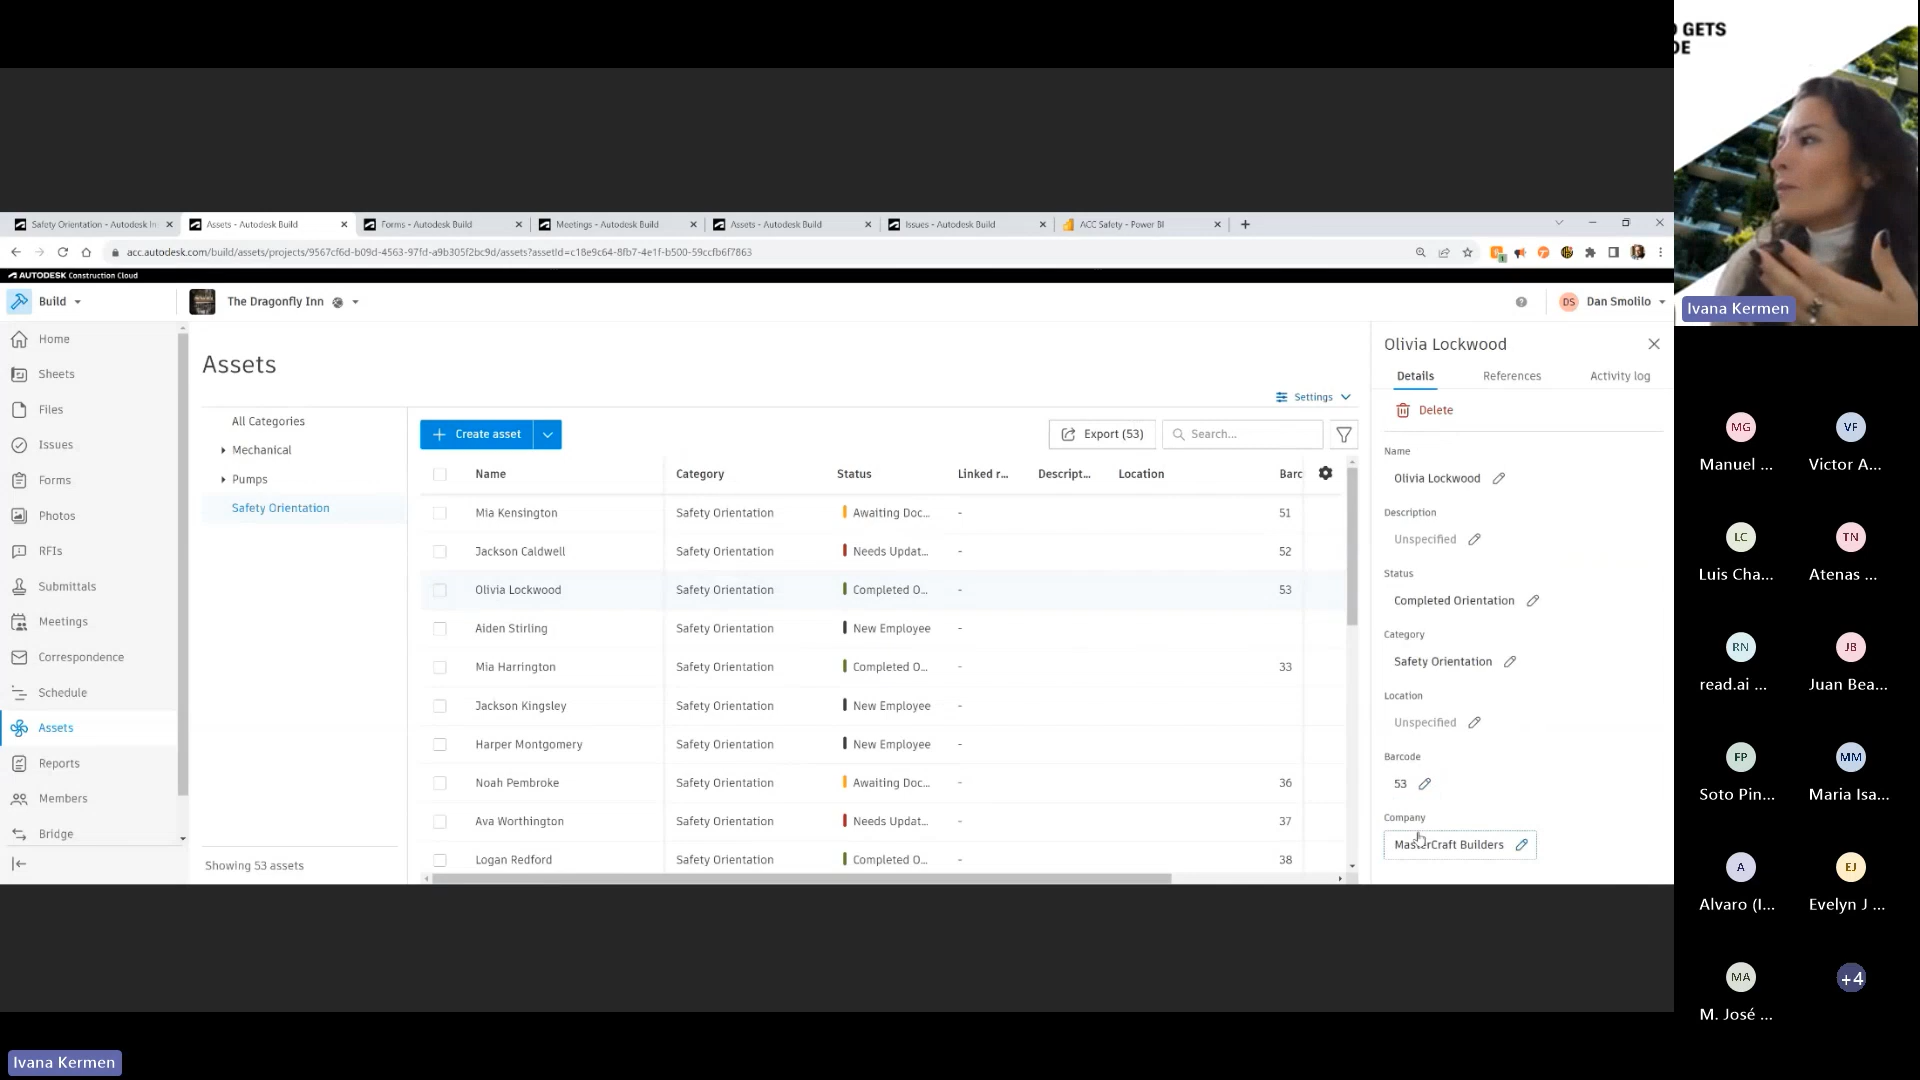 GETS
DE
Safety Orientation - Autodesk In
Assets - Autodesk Build
Forms - Autodesk Build
Meetings - Autodesk Build
Assets - Autodesk Build
Issues - Autodesk Build
ACC Safety - Power BI
acc.autodesk.com/build/assets/projects/9567cf6d-b09d-4563-97fd-a9b305f2bc9d/assets?assetId=c18e9c64-8fb7-4e1f-b500-59ccfb6f7863
AUTODESK Construction Cloud
Build
The Dragonfly Inn
DS Dan Smolilo
Ivana Kermen
Home
Sheets
Files
Issues
Forms
Photos
RFIs
Submittals
Meetings
Correspondence
Schedule
Assets
Reports
Members
Bridge
Assets
Settings
All Categories
Mechanical
Pumps
Safety Orientation
Showing 53 assets
Create asset
Export (53)
Search...
Name Category Status Linked r... Descript... Location Barc
Mia Kensington Safety Orientation Awaiting Doc... - 51
Jackson Caldwell Safety Orientation Needs Updat... - 52
Olivia Lockwood Safety Orientation Completed O... - 53
Aiden Stirling Safety Orientation New Employee -
Mia Harrington Safety Orientation Completed O... - 33
Jackson Kingsley Safety Orientation New Employee -
Harper Montgomery Safety Orientation New Employee -
Noah Pembroke Safety Orientation Awaiting Doc... - 36
Ava Worthington Safety Orientation Needs Updat... - 37
Logan Redford Safety Orientation Completed O... - 38
Olivia Lockwood
Details References Activity log
Delete
Name
Olivia Lockwood
Description
Unspecified
Status
Completed Orientation
Category
Safety Orientation
Location
Unspecified
Barcode
53
Company
MasterCraft Builders
MG VF
Manuel ... Victor A...
LC TN
Luis Cha... Atenas ...
RN JB
read.ai ... Juan Bea...
FP MM
Soto Pin... Maria Isa...
A EJ
Alvaro (I... Evelyn J ...
MA +4
M. José ...
Ivana Kermen